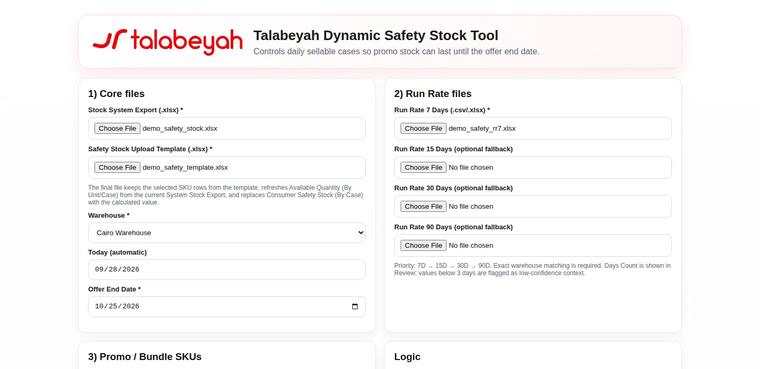 talabeyah
Talabeyah Dynamic Safety Stock Tool
Controls daily sellable cases so promo stock can last until the offer end date.
1) Core files
Stock System Export (.xlsx) *
Choose File demo_safety_stock.xlsx
Safety Stock Upload Template (.xlsx) *
Choose File demo_safety_template.xlsx
The final file keeps the selected SKU rows from the template, refreshes Available Quantity (By
Unit/Case) from the current System Stock Export, and replaces Consumer Safety Stock (By Case)
with the calculated value.
Warehouse *
Cairo Warehouse
Today (automatic)
09/28/2026
Offer End Date *
10/25/2026
2) Run Rate files
Run Rate 7 Days (.csv/.xlsx) *
Choose File demo_safety_rr7.xlsx
Run Rate 15 Days (optional fallback)
Choose File No file chosen
Run Rate 30 Days (optional fallback)
Choose File No file chosen
Run Rate 90 Days (optional fallback)
Choose File No file chosen
Priority: 7D → 15D → 30D → 90D. Exact warehouse matching is required. Days Count is shown in
Review; values below 3 days are flagged as low-confidence context.
3) Promo / Bundle SKUs
Logic